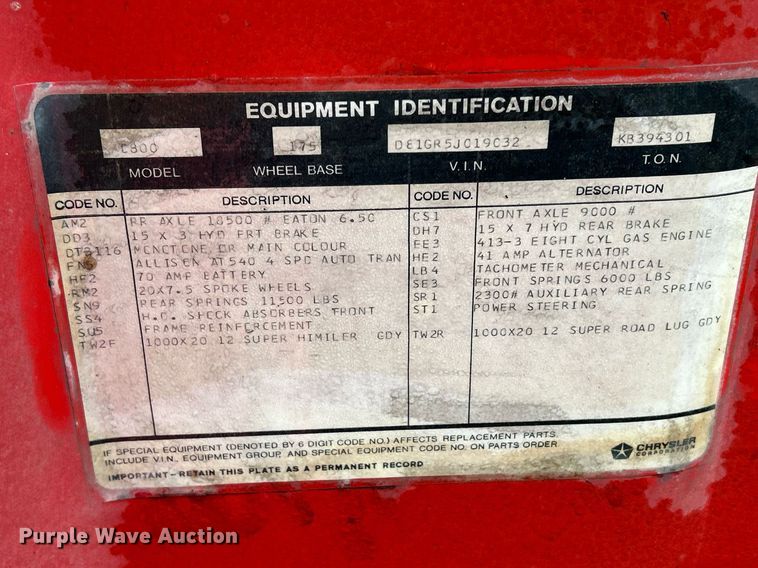 EQUIPMENT IDENTIFICATION
C800 175 D81GR5J019032 KB394301
MODEL WHEEL BASE V.I.N. T.O.N.
CODE NO. DESCRIPTION CODE NO. DESCRIPTION
AM2 RR AXLE 18500 # EATON 6.50 CS1 FRONT AXLE 9000 #
DD3 15 X 3 HYD FRT BRAKE DH7 15 X 7 HYD REAR BRAKE
DTB116 MONOTONE OR MAIN COLOUR EE3 413-3 EIGHT CYL GAS ENGINE
ALLISON AT540 4 SPD AUTO TRAN HE2 41 AMP ALTERNATOR
HF2 70 AMP BATTERY LB4 TACHOMETER MECHANICAL
RM2 20X7.5 SPOKE WHEELS SE3 FRONT SPRINGS 6000 LBS
SN9 REAR SPRINGS 11500 LBS SR1 2300# AUXILIARY REAR SPRING
SS4 H.D. SHOCK ABSORBERS FRONT ST1 POWER STEERING
SU5 FRAME REINFORCEMENT
TW2F 1000X20 12 SUPER HIMILER GDY TW2R 1000X20 12 SUPER ROAD LUG GDY
IF SPECIAL EQUIPMENT (DENOTED BY 6 DIGIT CODE NO.) AFFECTS REPLACEMENT PARTS,
INCLUDE V.I.N., EQUIPMENT GROUP, AND SPECIAL EQUIPMENT CODE NO. ON PARTS ORDER.
IMPORTANT-RETAIN THIS PLATE AS A PERMANENT RECORD
CHRYSLER
CORPORATION
Purple Wave Auction